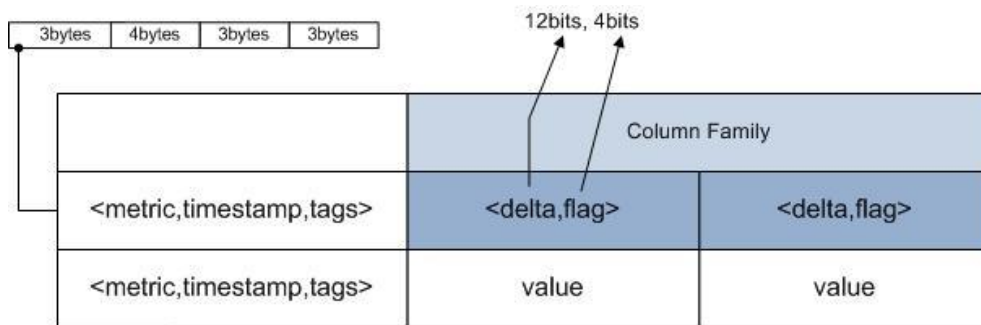 12bits, 4bits
3bytes 4bytes 3bytes 3bytes
Column Family
<metric,timestamp,tags> <delta,flag> <delta,flag>
<metric,timestamp,tags> value value